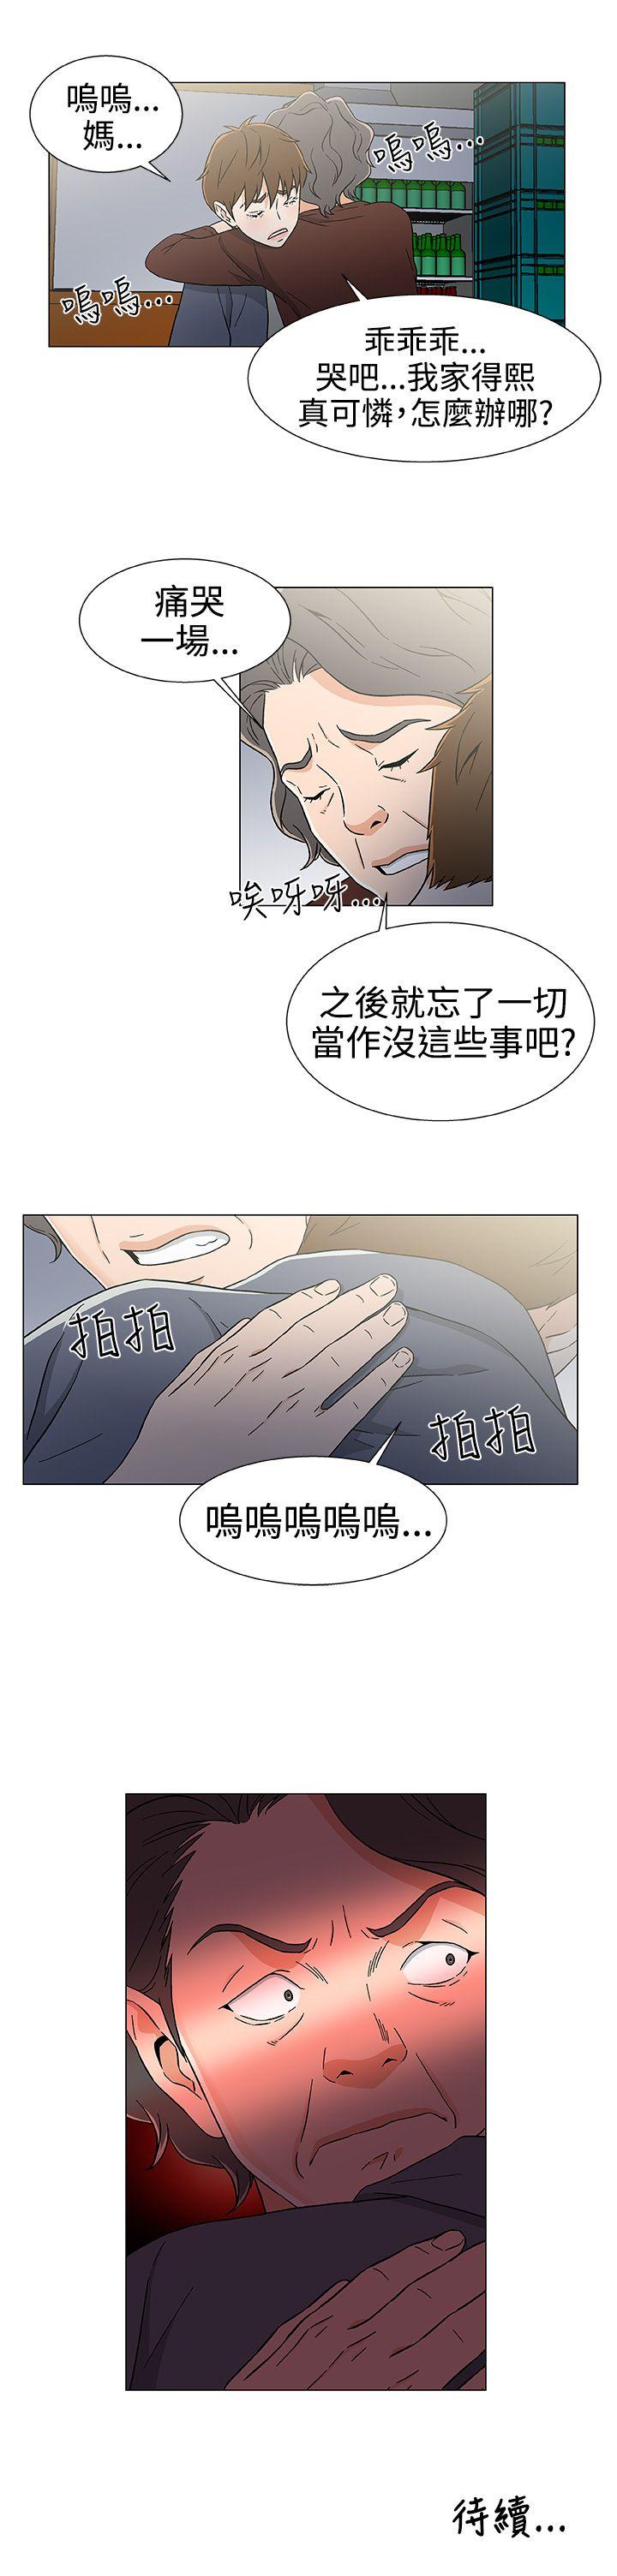 嗚嗚…
媽…
嗚嗚…
嗚嗚…
乖乖乖…
哭吧…我家得熙
真可憐，怎麼辦哪?
痛哭
一場…
唉呀呀…
之後就忘了一切
當作沒這些事吧?
拍拍
拍拍
嗚嗚嗚嗚嗚…
待續…